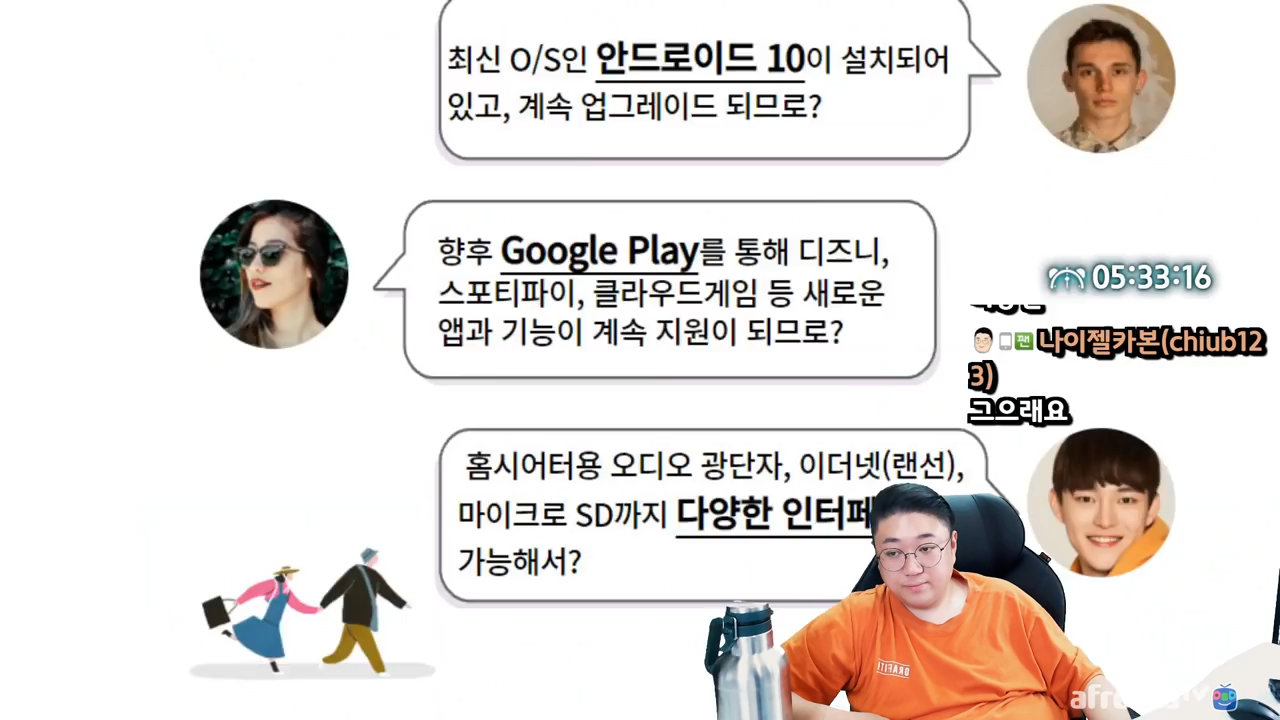 최신 O/S인 안드로이드 10이 설치되어
있고, 계속 업그레이드 되므로?
향후 Google Play를 통해 디즈니,
스포티파이, 클라우드게임 등 새로운
앱과 기능이 계속 지원이 되므로?
05:33:16
팬 나이젤카본(chiub12
3)
그으래요
홈시어터용 오디오 광단자, 이더넷(랜선),
마이크로 SD까지 다양한 인터페
가능해서?